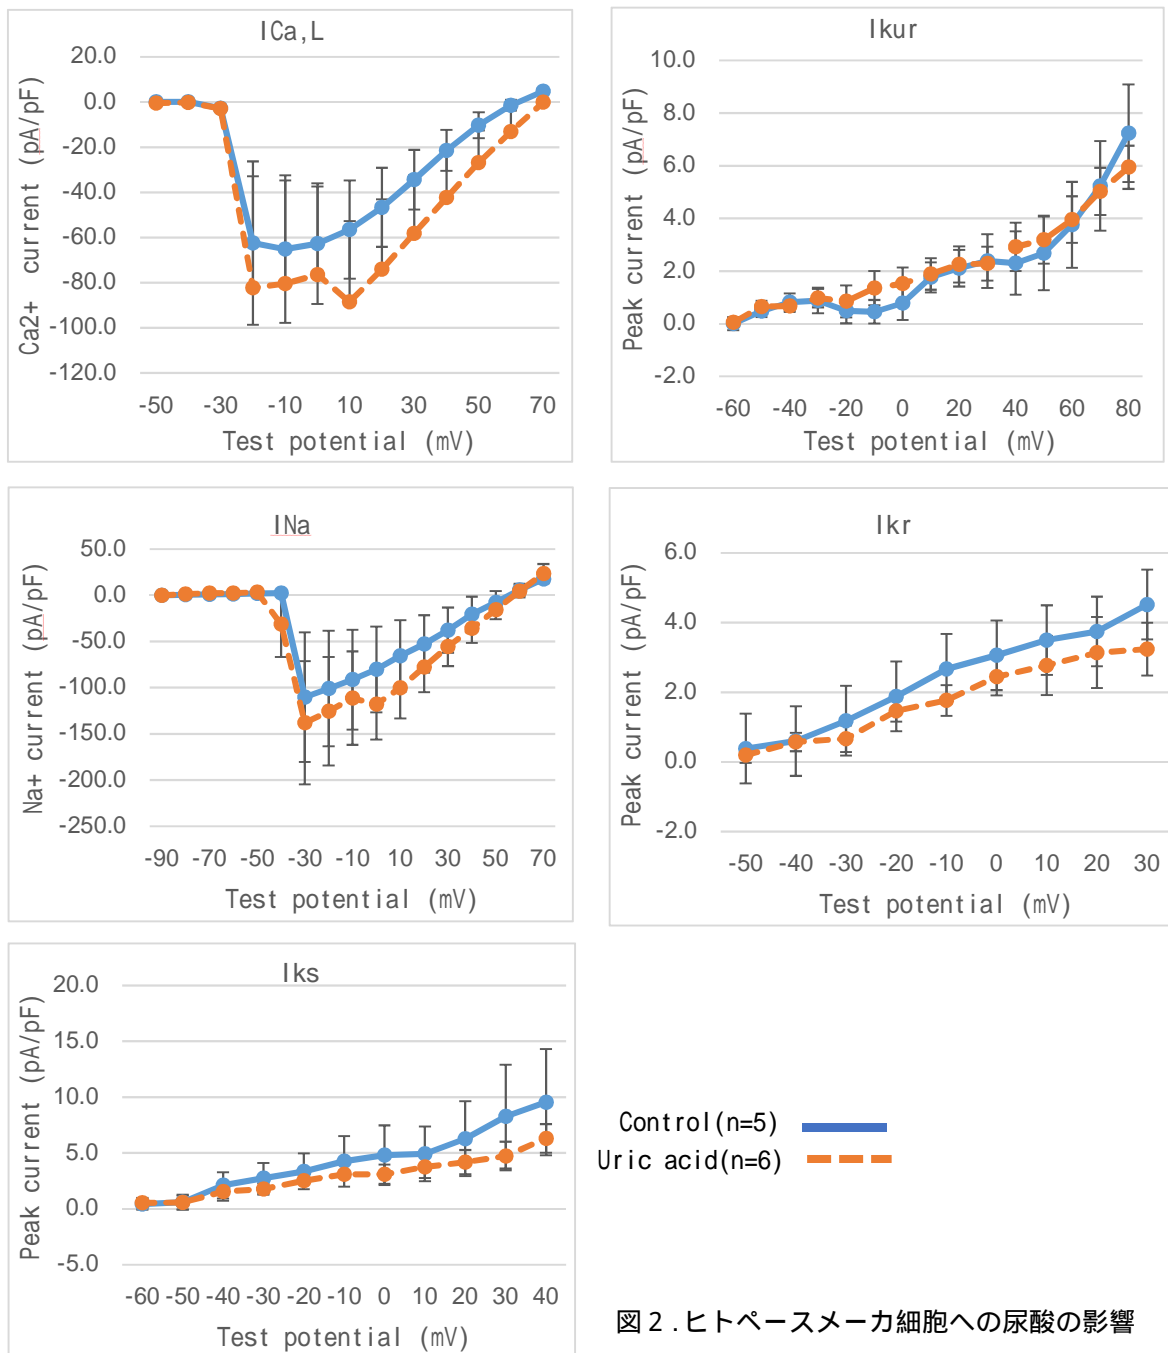 ICa,L
20.0
0.0
-20.0
-40.0
-60.0
-80.0
-100.0
-120.0
Ca2+ current (pA/pF)
-50 -30 -10 10 30 50 70
Test potential (mV)
Ikur
10.0
8.0
6.0
4.0
2.0
0.0
-2.0
Peak current (pA/pF)
-60 -40 -20 0 20 40 60 80
Test potential (mV)
INa
50.0
0.0
-50.0
-100.0
-150.0
-200.0
-250.0
Na+ current (pA/pF)
-90 -70 -50 -30 -10 10 30 50 70
Test potential (mV)
Ikr
6.0
4.0
2.0
0.0
-2.0
Peak current (pA/pF)
-50 -40 -30 -20 -10 0 10 20 30
Test potential (mV)
Iks
20.0
15.0
10.0
5.0
0.0
-5.0
Peak current (pA/pF)
-60 -50 -40 -30 -20 -10 0 10 20 30 40
Test potential (mV)
Control(n=5)
Uric acid(n=6)
図2.ヒトペースメーカ細胞への尿酸の影響